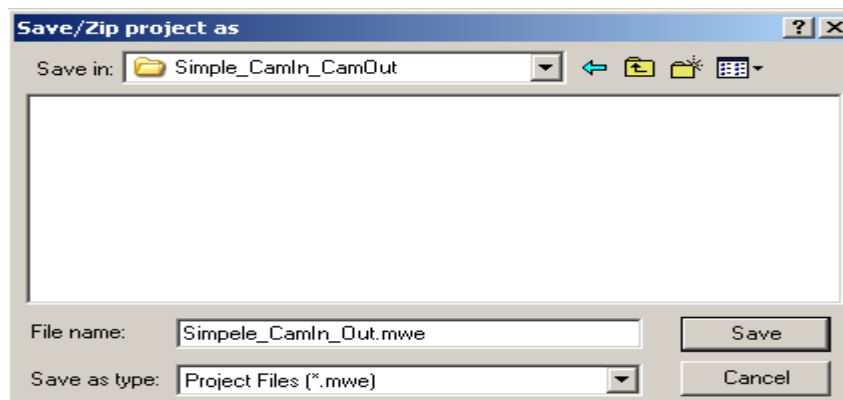 Save/Zip project as
Save in: Simple_CamIn_CamOut
File name: Simpele_CamIn_Out.mwe Save
Save as type: Project Files (*.mwe) Cancel